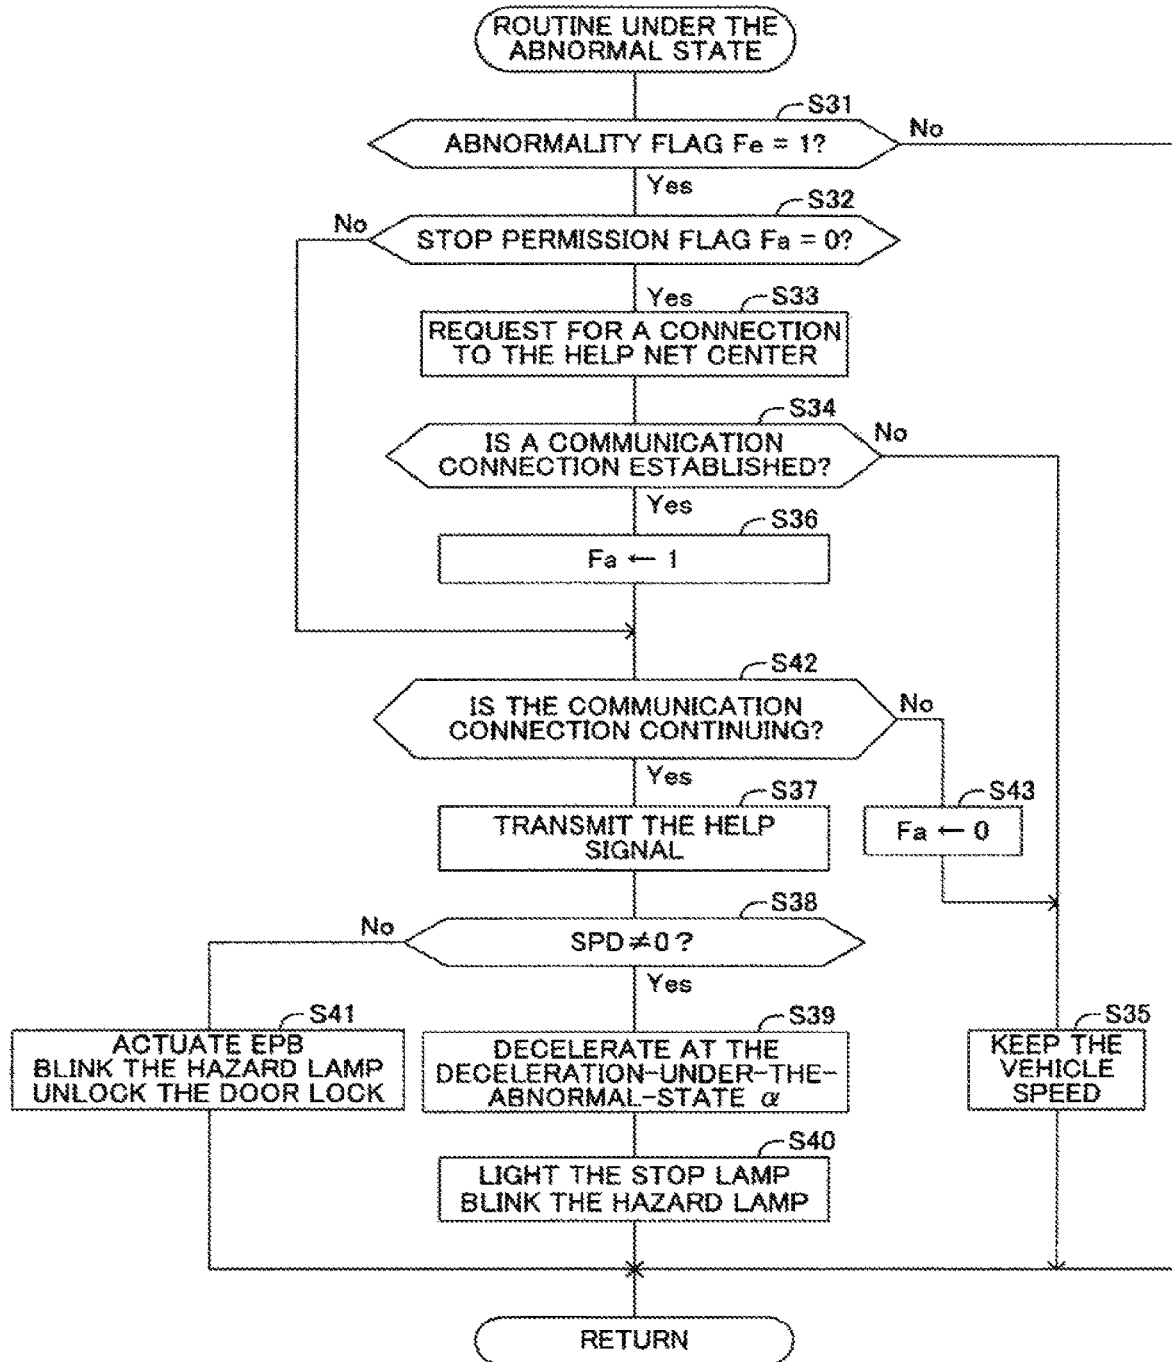 ROUTINE UNDER THE
ABNORMAL STATE
S31
ABNORMALITY FLAG Fe = 1?
No
Yes
S32
No
STOP PERMISSION FLAG Fa = 0?
Yes
S33
REQUEST FOR A CONNECTION
TO THE HELP NET CENTER
S34
IS A COMMUNICATION
CONNECTION ESTABLISHED?
No
Yes
S36
Fa ← 1
S42
IS THE COMMUNICATION
CONNECTION CONTINUING?
No
Yes
S37
TRANSMIT THE HELP
SIGNAL
S43
Fa ← 0
S38
No
SPD ≠ 0 ?
Yes
S41
ACTUATE EPB
BLINK THE HAZARD LAMP
UNLOCK THE DOOR LOCK
S39
DECELERATE AT THE
DECELERATION-UNDER-THE-
ABNORMAL-STATE α
S35
KEEP THE
VEHICLE
SPEED
S40
LIGHT THE STOP LAMP
BLINK THE HAZARD LAMP
RETURN